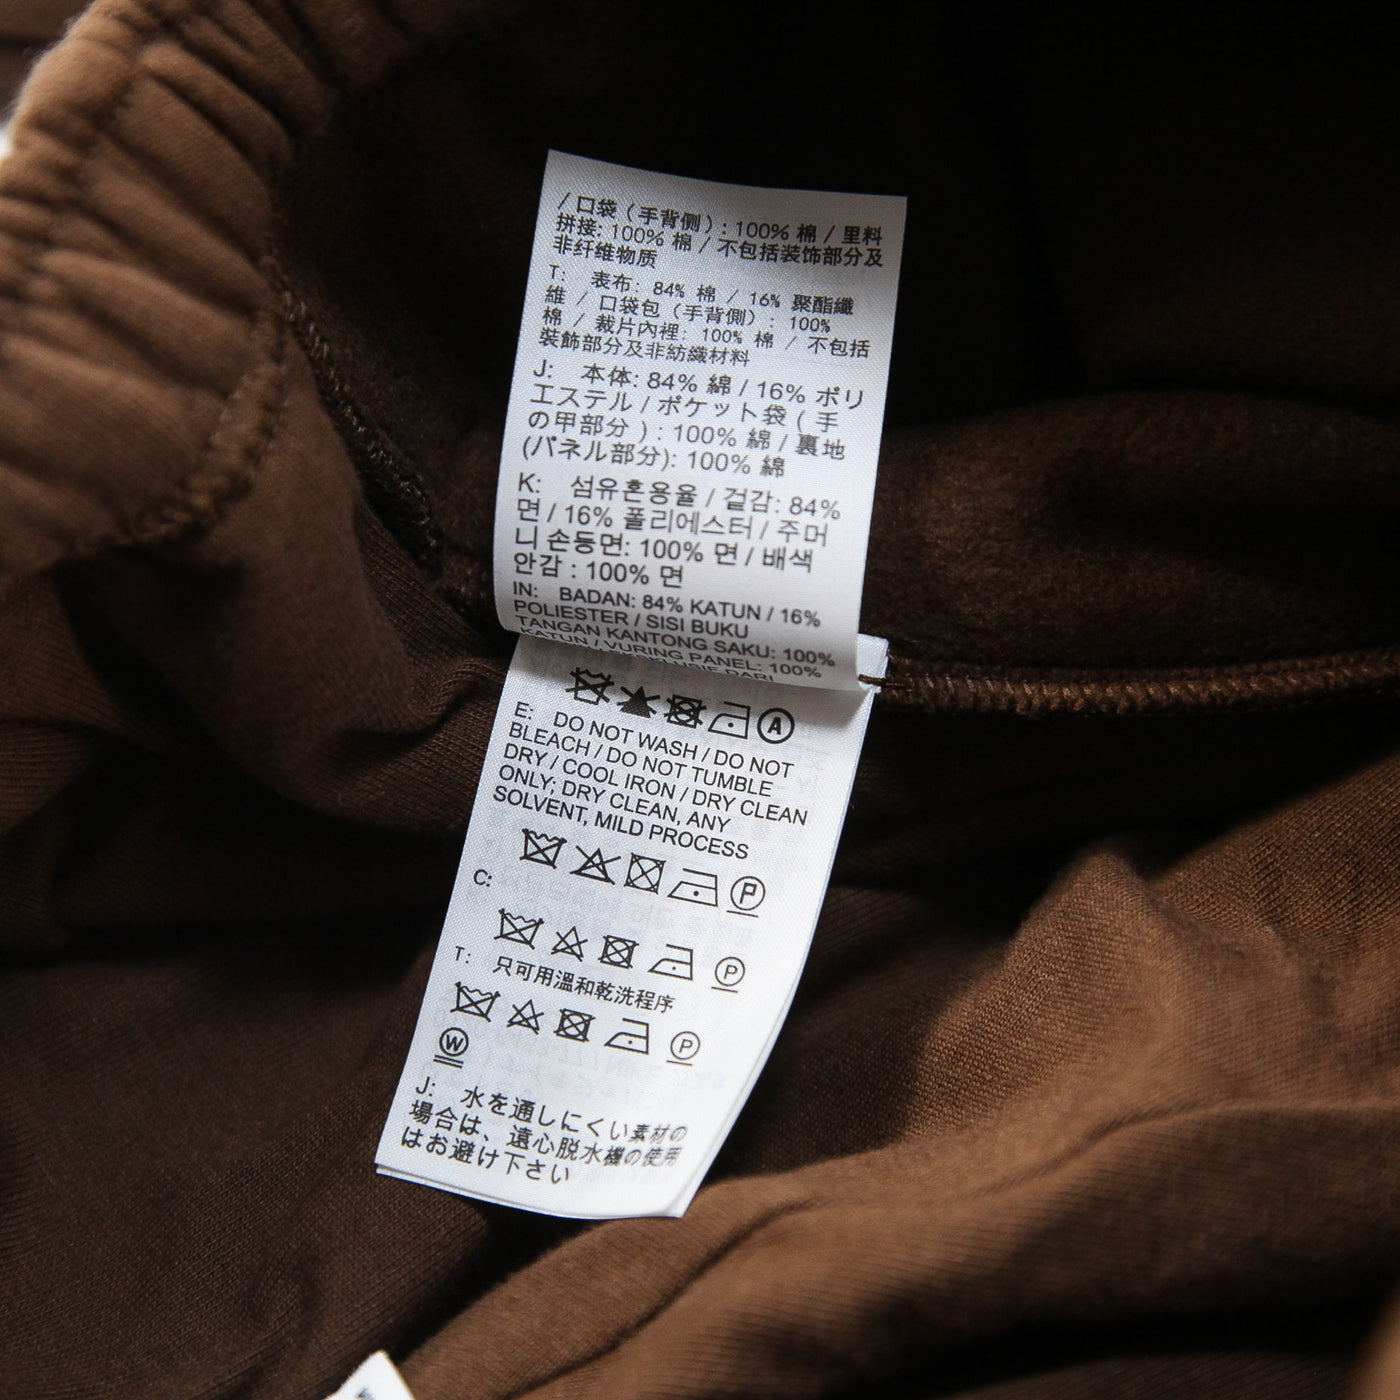 / 口袋（手背侧）: 100% 棉 / 里料
拼接: 100% 棉 / 不包括装饰部分及
非纤维物质
T: 表布: 84% 棉 / 16% 聚酯纖
維 / 口袋包（手背側）: 100%
棉 / 裁片內裡: 100% 棉 / 不包括
裝飾部分及非紡織材料
J: 本体: 84% 綿 / 16% ポリ
エステル / ポケット袋 ( 手
の甲部分 ) : 100% 綿 / 裏地
(パネル部分): 100% 綿
K: 섬유혼용율 / 겉감: 84%
면 / 16% 폴리에스터 / 주머
니 손등면: 100% 면 / 배색
안감 : 100% 면
IN: BADAN: 84% KATUN / 16%
POLIESTER / SISI BUKU
TANGAN KANTONG SAKU: 100%
KATUN / VURING PANEL: 100%
DARI
A
E: DO NOT WASH / DO NOT
BLEACH / DO NOT TUMBLE
DRY / COOL IRON / DRY CLEAN
ONLY; DRY CLEAN, ANY
SOLVENT, MILD PROCESS
P
C:
P
T: 只可用溫和乾洗程序
P
W
J: 水を通しにくい素材の
場合は、遠心脱水機の使用
はお避け下さい